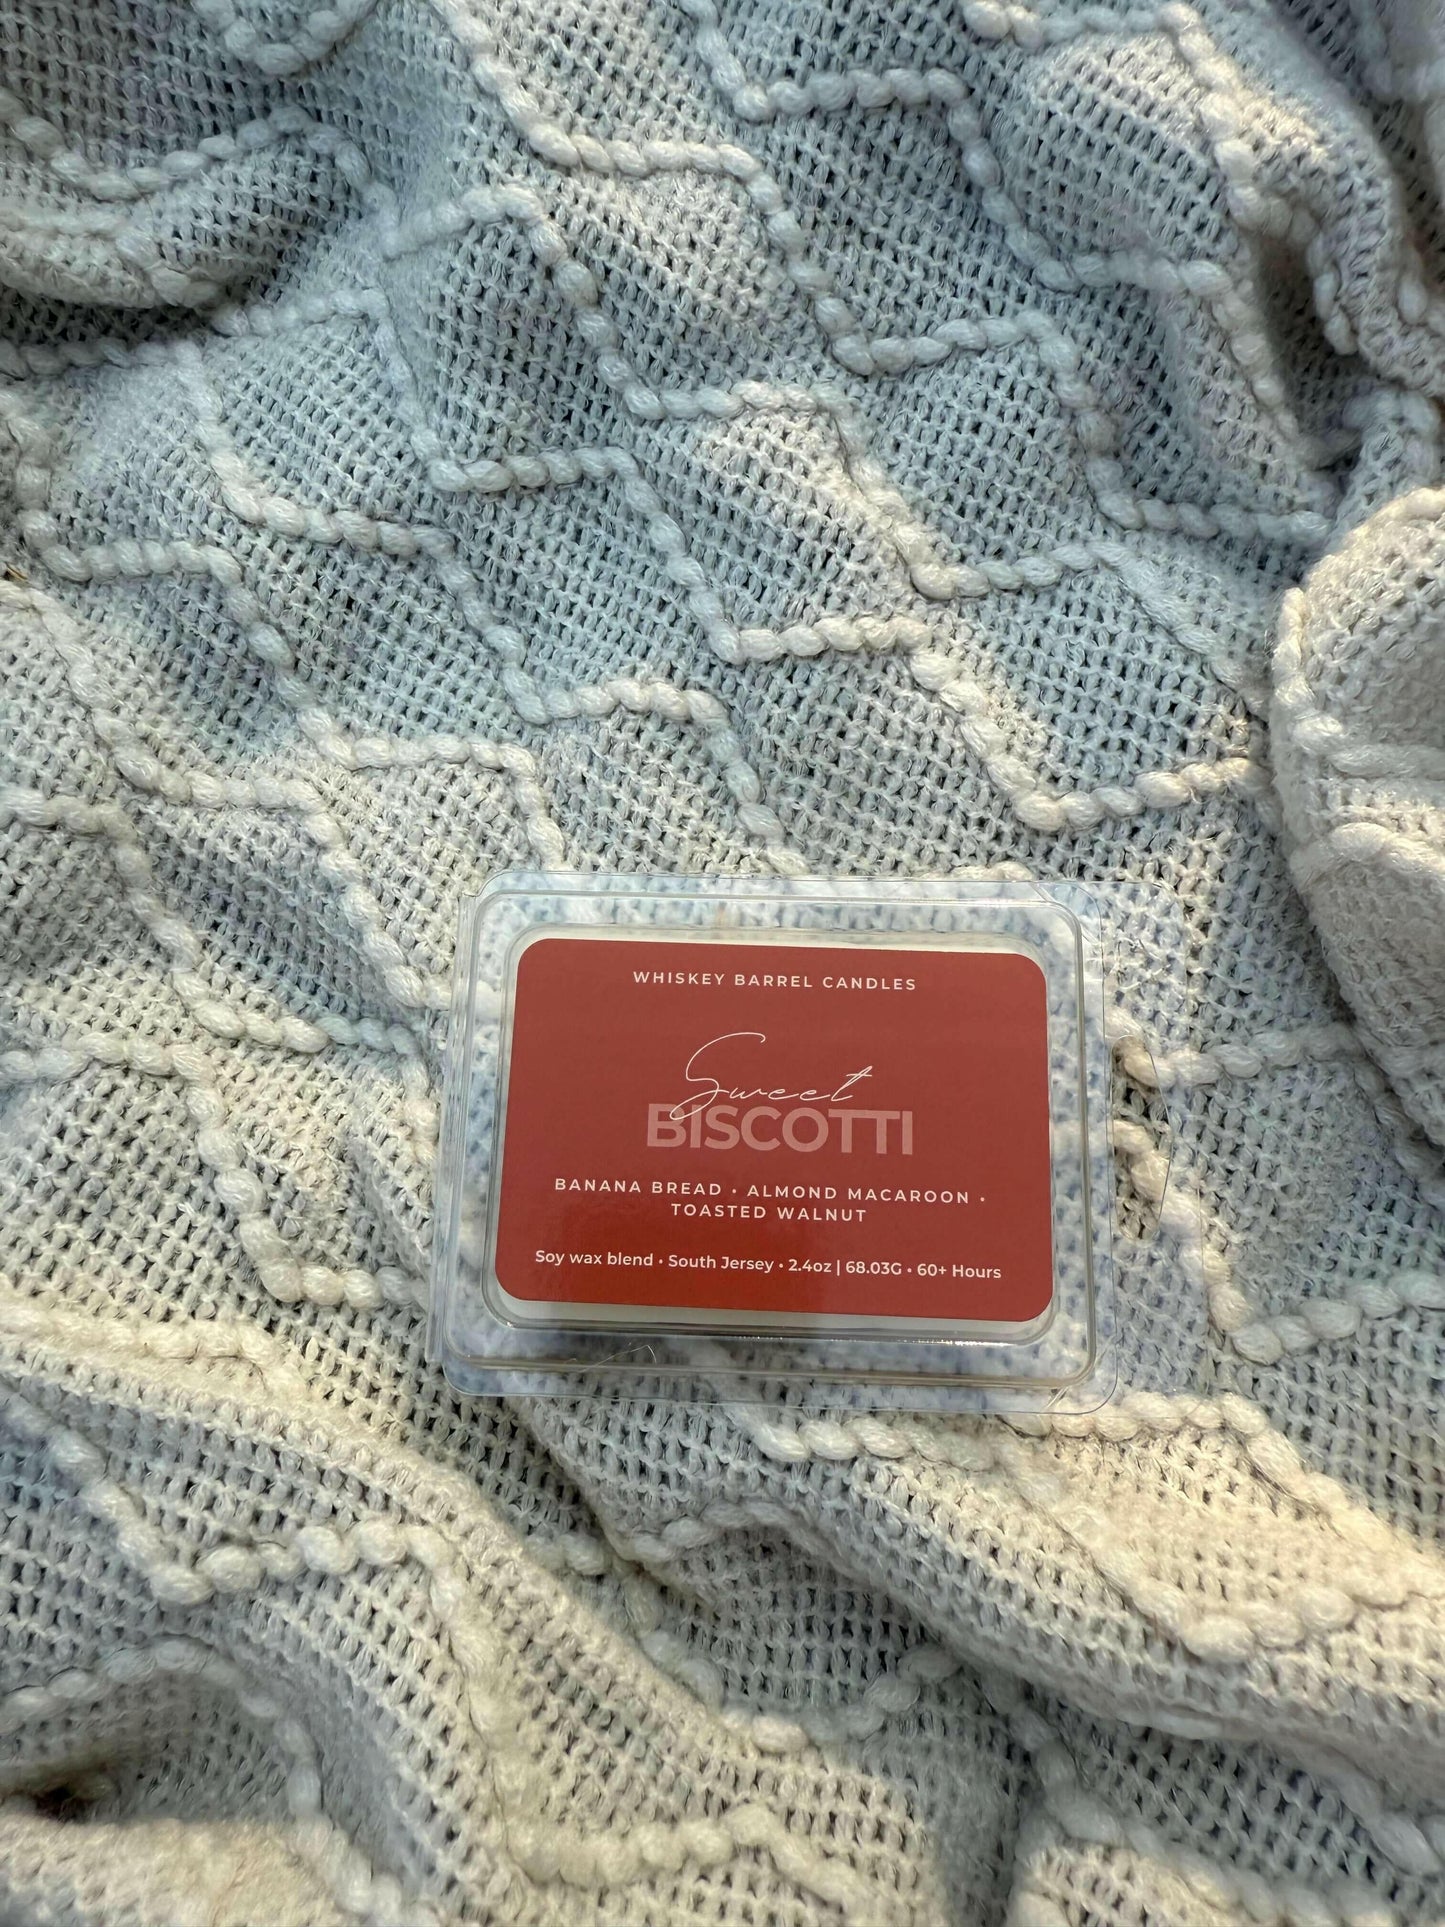 WHISKEY BARREL CANDLES
Sweet
BISCOTTI
BANANA BREAD • ALMOND MACAROON •
TOASTED WALNUT
Soy wax blend • South Jersey • 2.4oz | 68.03G • 60+ Hours